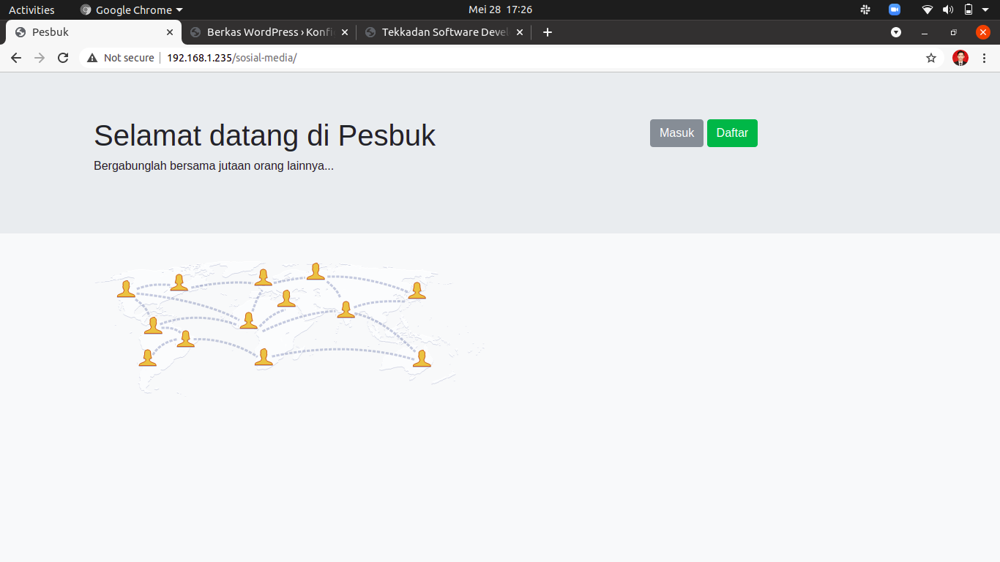 Activities
Google Chrome
Mei 28 17:26
Pesbuk
Berkas WordPress › Konfi
Tekkadan Software Devel
Not secure
192.168.1.235/sosial-media/
Selamat datang di Pesbuk
Masuk
Daftar
Bergabunglah bersama jutaan orang lainnya...